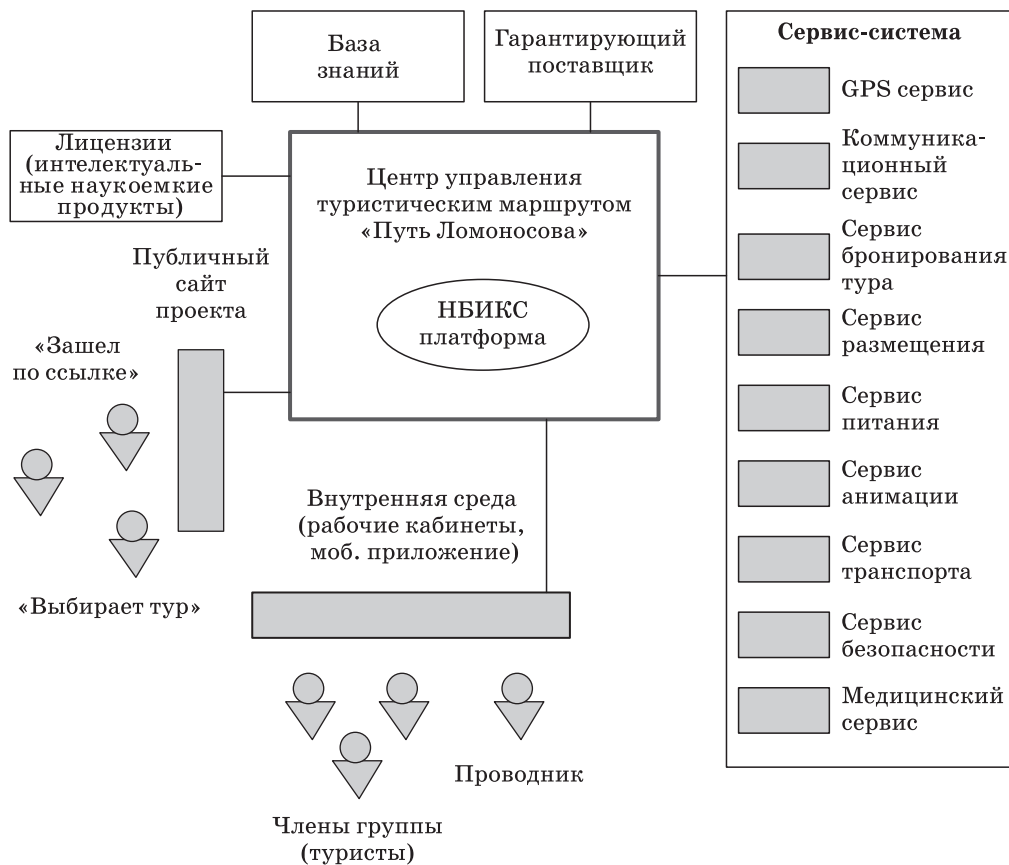 База
знаний
Гарантирующий
поставщик
Лицензии
(интелектуаль-
ные наукоемкие
продукты)
Центр управления
туристическим маршрутом
«Путь Ломоносова»
НБИКС
платформа
Публичный
сайт
проекта
«Зашел
по ссылке»
«Выбирает тур»
Внутренняя среда
(рабочие кабинеты,
моб. приложение)
Проводник
Члены группы
(туристы)
Сервис-система
GPS сервис
Коммуника-
ционный
сервис
Сервис
бронирования
тура
Сервис
размещения
Сервис
питания
Сервис
анимации
Сервис
транспорта
Сервис
безопасности
Медицинский
сервис